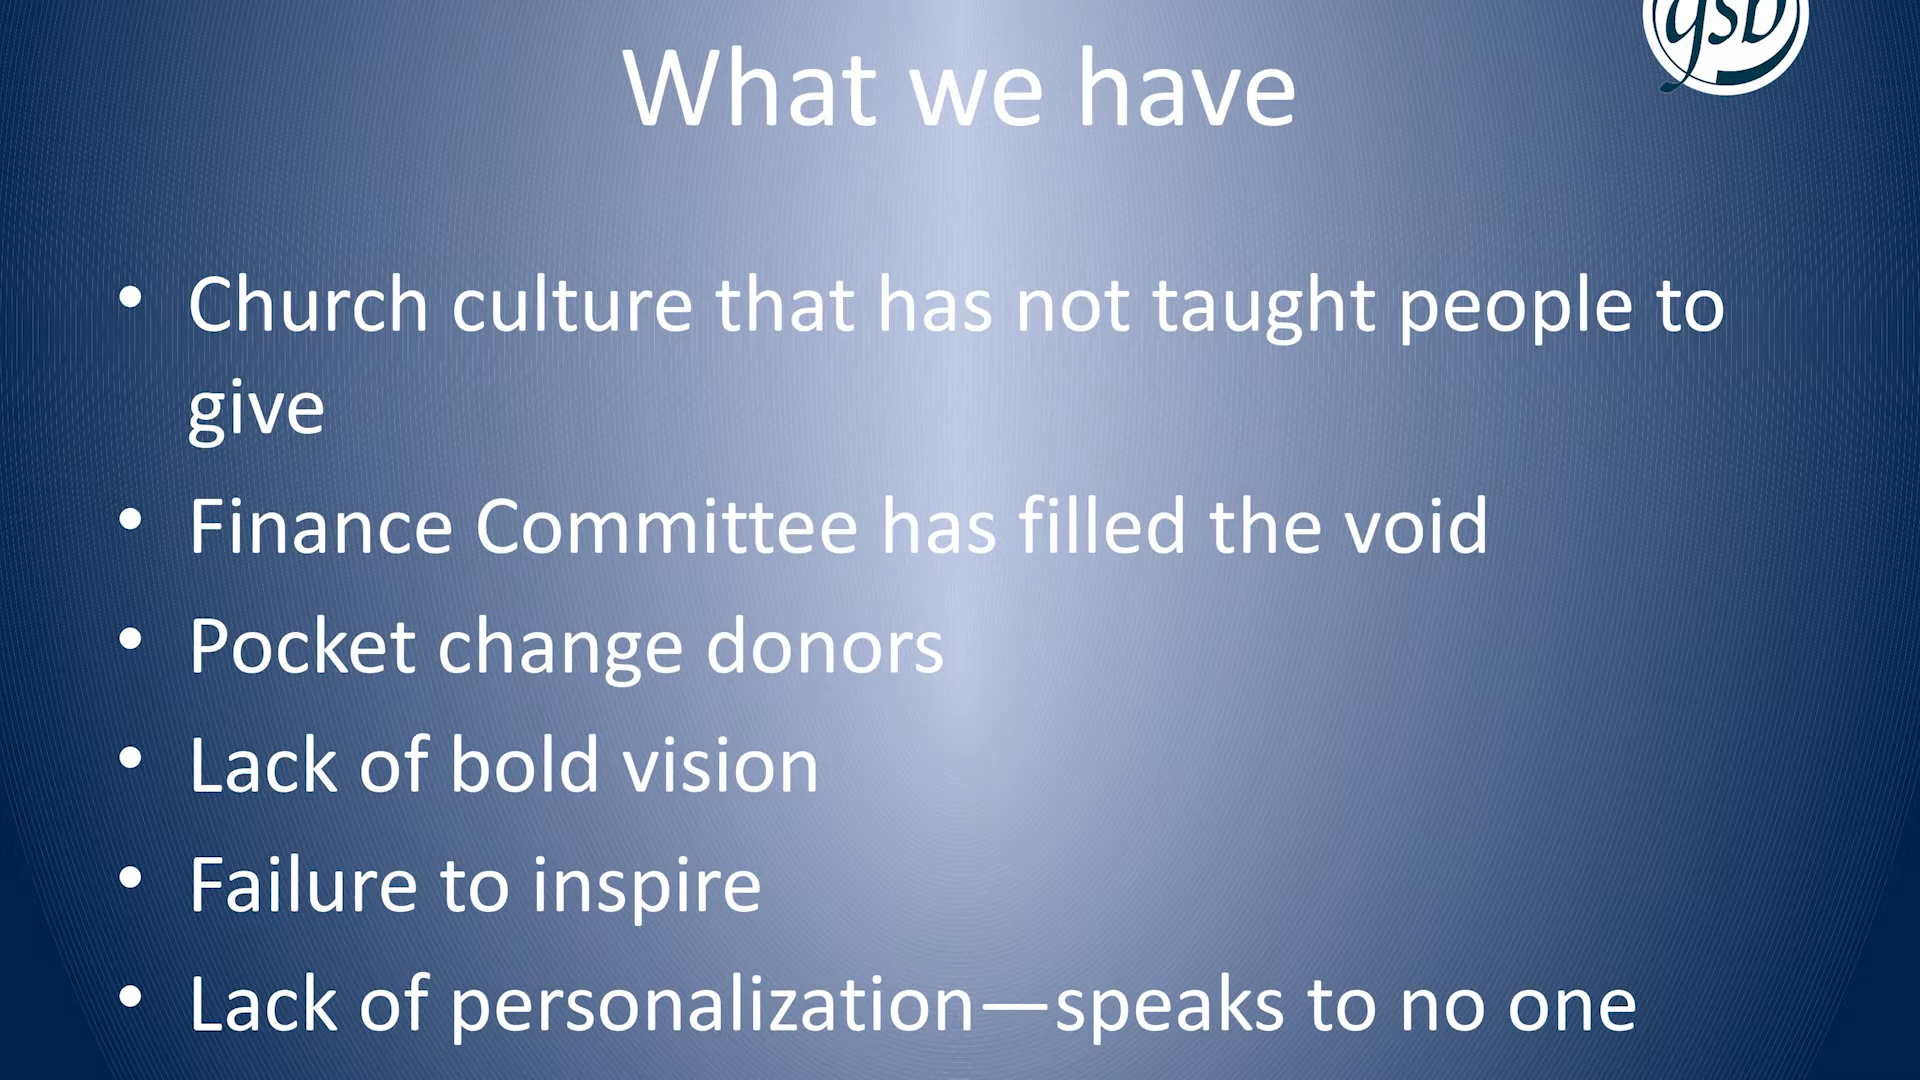 gsb
What we have
• Church culture that has not taught people to
give
• Finance Committee has filled the void
• Pocket change donors
• Lack of bold vision
• Failure to inspire
• Lack of personalization—speaks to no one